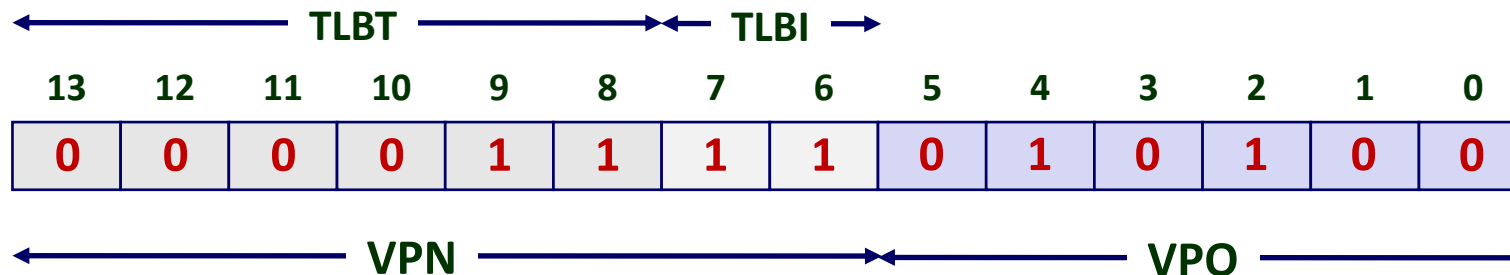 TLBT TLBI
13 12 11 10 9 8 7 6 5 4 3 2 1 0
0 0 0 0 1 1 1 1 0 1 0 1 0 0
VPN VPO